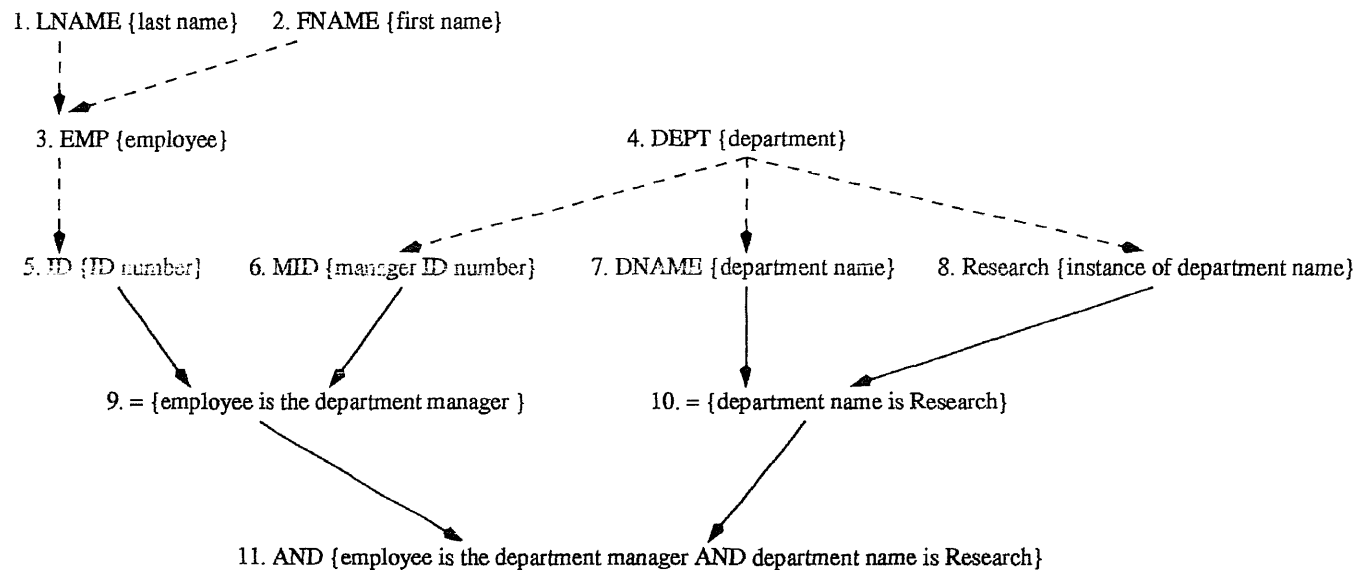 1. LNAME {last name}
2. FNAME {first name}
3. EMP {employee}
4. DEPT {department}
5. ID {ID number}
6. MID {manager ID number}
7. DNAME {department name}
8. Research {instance of department name}
9. = {employee is the department manager }
10. = {department name is Research}
11. AND {employee is the department manager AND department name is Research}